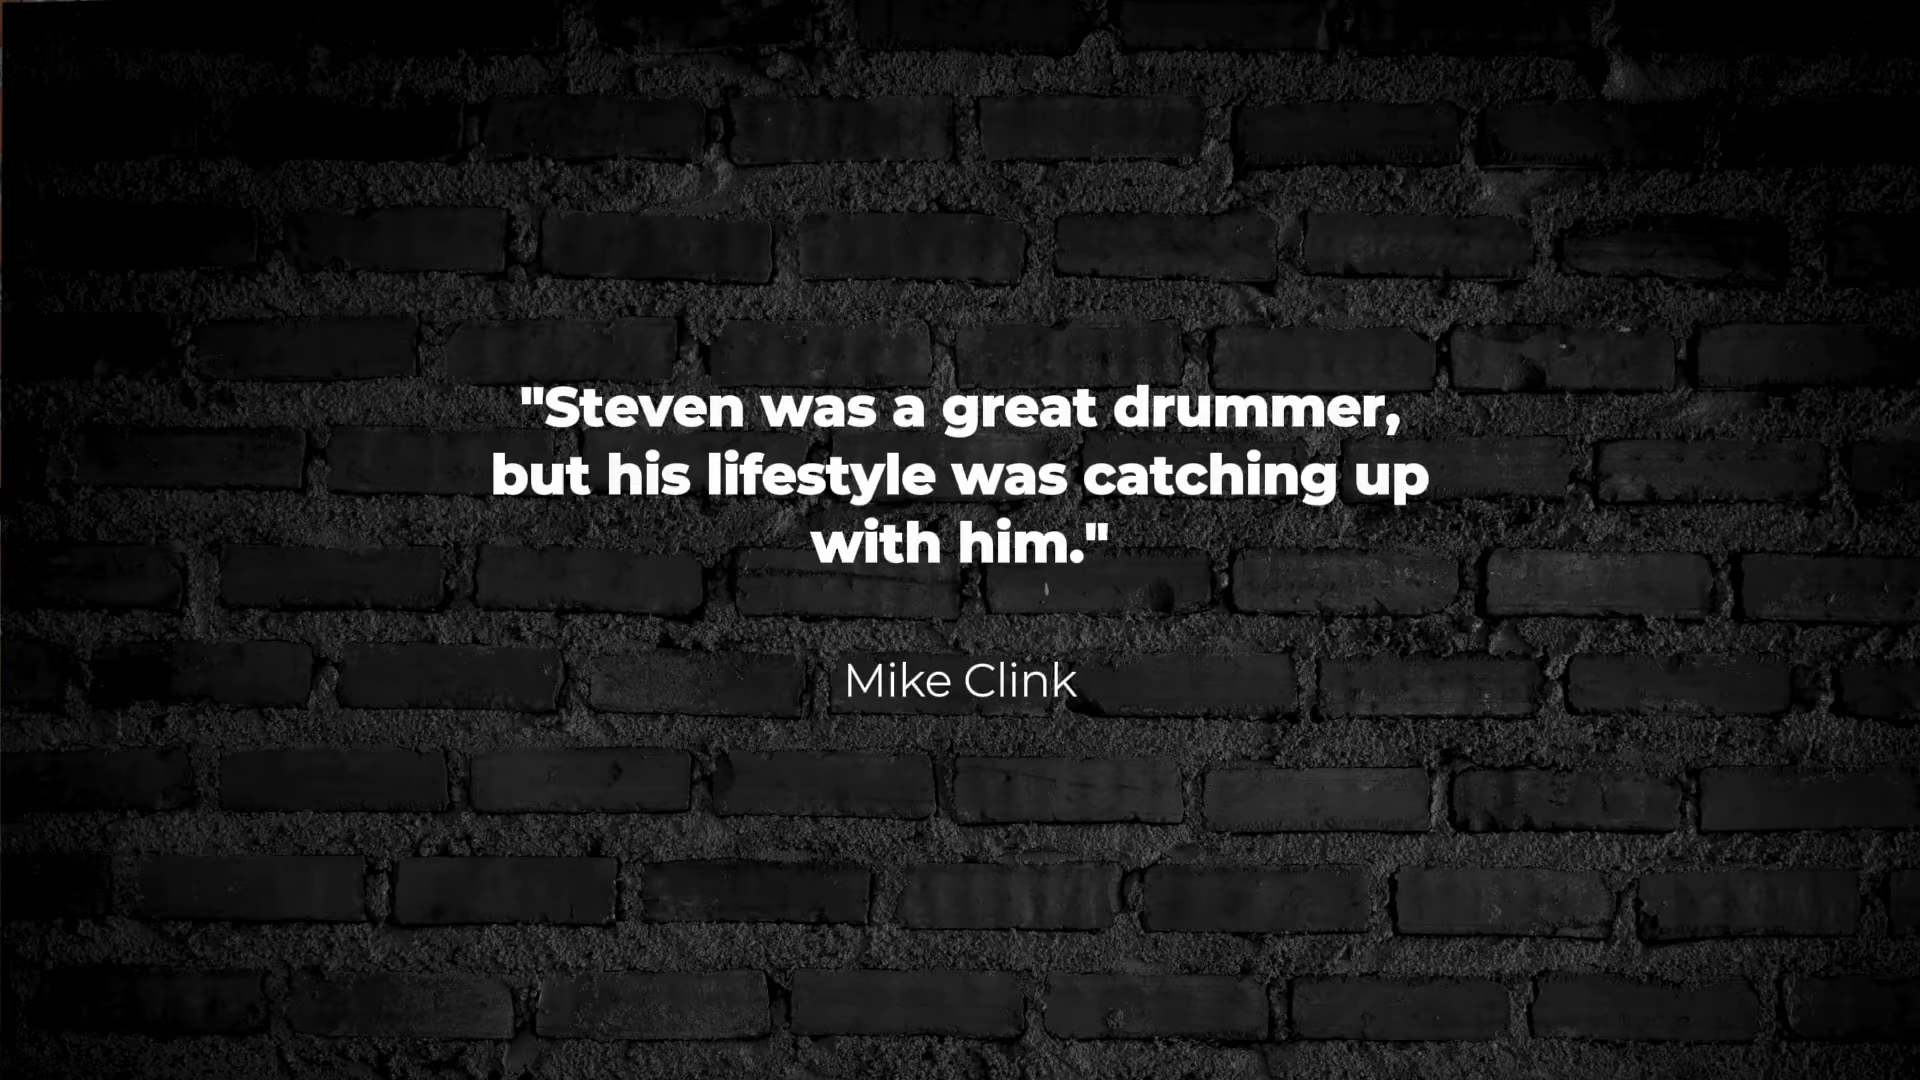 "Steven was a great drummer,
but his lifestyle was catching up
with him."
Mike Clink